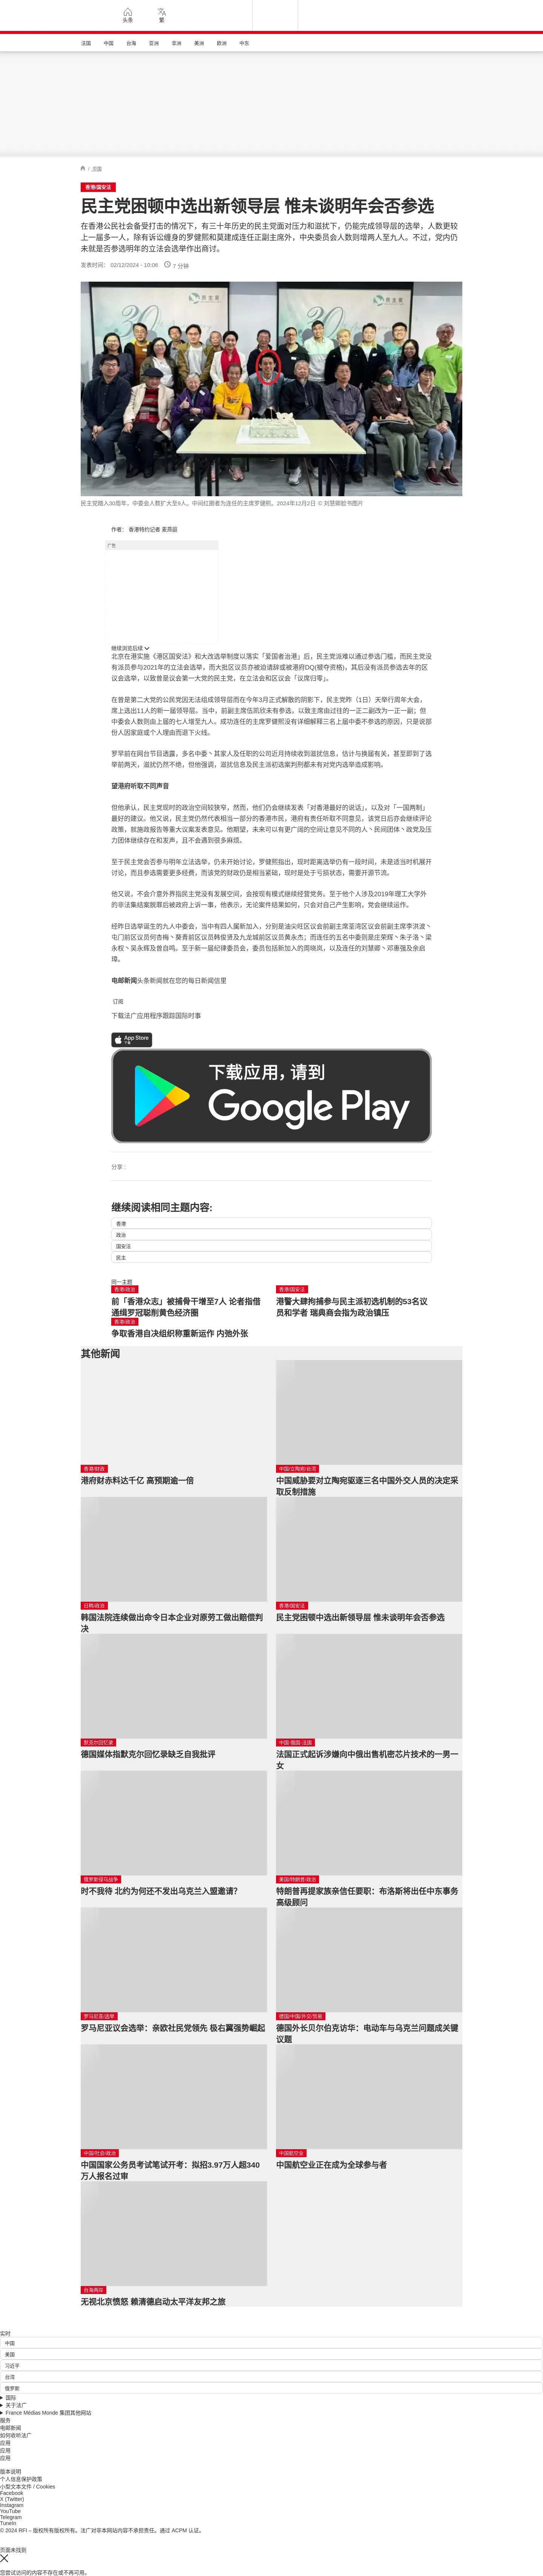 头条
繁
法国
中国
台海
亚洲
非洲
美洲
欧洲
中东
/ 中国
香港/国安法
民主党困顿中选出新领导层 惟未谈明年会否参选
在香港公民社会备受打击的情况下，有三十年历史的民主党面对压力和滋扰下，仍能完成领导层的选举，人数更较上一届多一人，除有诉讼缠身的罗健熙和莫建成连任正副主席外，中央委员会人数则增两人至九人。不过，党内仍未就是否参选明年的立法会选举作出商讨。
发表时间： 02/12/2024 - 10:06
7 分钟
民主党踏入30周年，中委会人数扩大至9人。中间红圈者为连任的主席罗健熙。2024年12月2日 © 刘慧卿脸书图片
作者： 香港特约记者 麦燕庭
广告
继续浏览后续
北京在港实施《港区国安法》和大改选举制度以落实「爱国者治港」后，民主党派难以通过参选门槛，而民主党没有派员参与2021年的立法会选举，而大批区议员亦被迫请辞或被港府DQ(褫夺资格)，其后没有派员参选去年的区议会选举，以致曾是议会第一大党的民主党，在立法会和区议会「议席归零」。
在曾是第二大党的公民党因无法组成领导层而在今年3月正式解散的阴影下，民主党昨（1日）天举行周年大会，席上选出11人的新一届领导层。当中，前副主席伍凯欣未有参选，以致主席由过往的一正二副改为一正一副；但中委会人数则由上届的七人增至九人。成功连任的主席罗健熙没有详细解释三名上届中委不参选的原因，只是说部份人因家庭或个人理由而退下火线。
罗早前在网台节目透露，多名中委丶其家人及任职的公司近月持续收到滋扰信息，估计与换届有关，甚至即到了选举前两天，滋扰仍然不绝，但他强调，滋扰信息及民主派初选案判刑都未有对党内选举造成影响。
望港府听取不同声音
但他承认，民主党现时的政治空间较狭窄，然而，他们仍会继续发表「对香港最好的说话」，以及对「一国两制」最好的建议。他又说，民主党仍然代表相当一部分的香港市民，港府有责任听取不同意见，该党日后亦会继续评论政策，就施政报告等重大议案发表意见。他期望，未来可以有更广阔的空间让意见不同的人丶民间团体丶政党及压力团体继续存在和发声，且不会遇到很多麻烦。
至于民主党会否参与明年立法选举，仍未开始讨论，罗健熙指出，现时距离选举仍有一段时间，未是适当时机展开讨论，而且参选需要更多经费，而该党的财政仍是相当紧细，现时是处于亏损状态，需要开源节流。
他又说，不会介意外界指民主党没有发展空间，会按现有模式继续经营党务。至于他个人涉及2019年理工大学外的非法集结案脱罪后被政府上诉一事，他表示，无论案件结果如何，只会对自己产生影响，党会继续运作。
经昨日选举诞生的九人中委会，当中有四人属新加入，分别是油尖旺区议会前副主席荃湾区议会前副主席李洪波丶屯门前区议员何杏梅丶葵青前区议员韩俊贤及九龙城前区议员黄永杰；而连任的五名中委则是庄荣辉丶朱子洛丶梁永权丶吴永辉及曾自鸣。至于新一届纪律委员会，委员包括新加入的周晓岚，以及连任的刘慧卿丶邓惠强及余启璋。
电邮新闻头条新闻就在您的每日新闻信里
订阅
下载法广应用程序跟踪国际时事
App Store
下载
下载应用，请到
Google Play
分享 :
继续阅读相同主题内容:
香港
政治
国安法
民主
同一主题
香港/政治
前「香港众志」被捕骨干增至7人 论者指借通缉罗冠聪削黄色经济圈
香港/国安法
港警大肆拘捕参与民主派初选机制的53名议员和学者 瑞典商会指为政治镇压
香港/政治
争取香港自决组织称重新运作 内弛外张
其他新闻
香港/财政
港府财赤料达千亿 高预期逾一倍
中国/立陶宛/台湾
中国威胁要对立陶宛驱逐三名中国外交人员的决定采取反制措施
日韩/政治
韩国法院连续做出命令日本企业对原劳工做出赔偿判决
香港/国安法
民主党困顿中选出新领导层 惟未谈明年会否参选
默克尔回忆录
德国媒体指默克尔回忆录缺乏自我批评
中国·俄国·法国
法国正式起诉涉嫌向中俄出售机密芯片技术的一男一女
俄罗斯侵乌战争
时不我待 北约为何还不发出乌克兰入盟邀请？
美国/特朗普/政治
特朗普再提家族亲信任要职：布洛斯将出任中东事务高级顾问
罗马尼亚/选举
罗马尼亚议会选举：亲欧社民党领先 极右翼强势崛起
德国/中国/外交/贸易
德国外长贝尔伯克访华：电动车与乌克兰问题成关键议题
中国/社会/政治
中国国家公务员考试笔试开考：拟招3.97万人超340万人报名过审
中国航空业
中国航空业正在成为全球参与者
台海两岸
无视北京愤怒 赖清德启动太平洋友邦之旅
实时
中国
美国
习近平
台湾
俄罗斯
国际
关于法广
France Médias Monde 集团其他网站
服务
电邮新闻
如何收听法广
应用
应用
应用
版本说明
个人信息保护政策
小型文本文件 / Cookies
Facebook
X (Twitter)
Instagram
YouTube
Telegram
TuneIn
© 2024 RFI – 版权所有版权所有。法广对非本网站内容不承担责任。通过 ACPM 认证。
页面未找到
您尝试访问的内容不存在或不再可用。